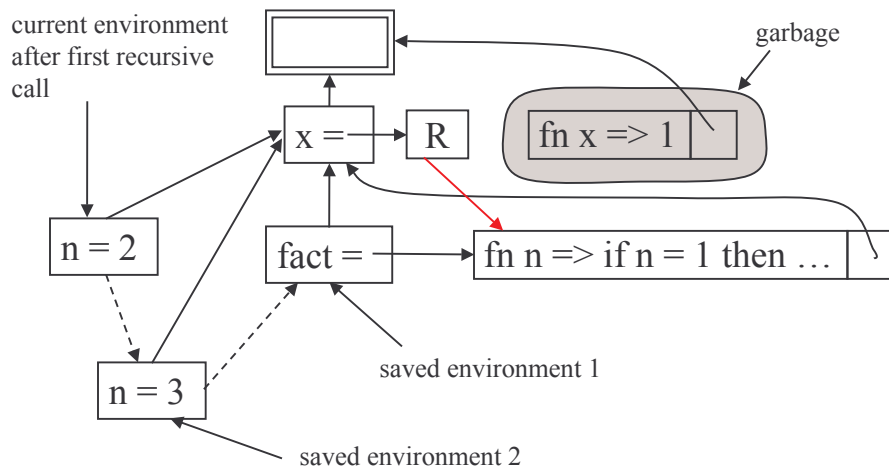 current environment
after first recursive
call
garbage
fn x => 1
x =
R
n = 2
fact =
fn n => if n = 1 then …
saved environment 1
n = 3
saved environment 2